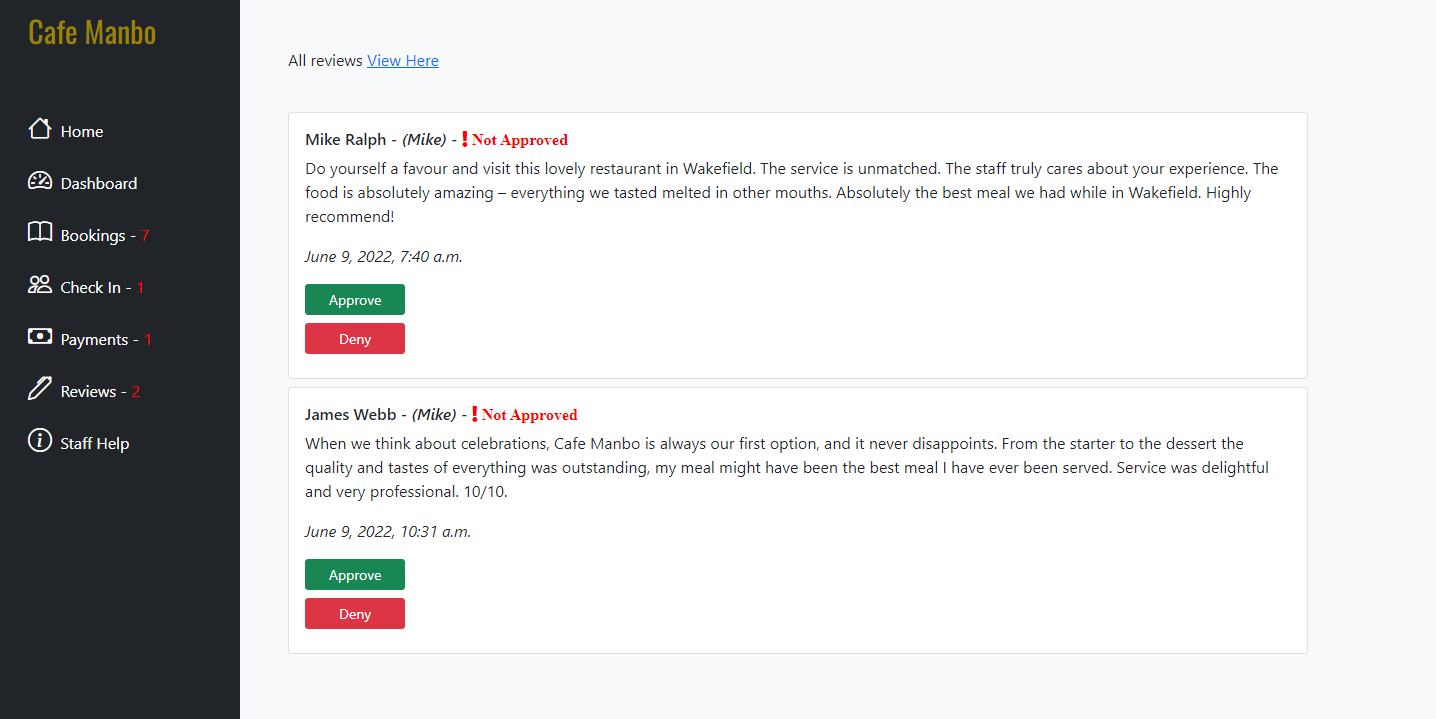 Cafe Manbo
Home
Dashboard
Bookings - 7
Check In - 1
Payments - 1
Reviews - 2
Staff Help
All reviews View Here
Mike Ralph - (Mike) - ! Not Approved
Do yourself a favour and visit this lovely restaurant in Wakefield. The service is unmatched. The staff truly cares about your experience. The
food is absolutely amazing – everything we tasted melted in other mouths. Absolutely the best meal we had while in Wakefield. Highly
recommend!
June 9, 2022, 7:40 a.m.
Approve
Deny
James Webb - (Mike) - ! Not Approved
When we think about celebrations, Cafe Manbo is always our first option, and it never disappoints. From the starter to the dessert the
quality and tastes of everything was outstanding, my meal might have been the best meal I have ever been served. Service was delightful
and very professional. 10/10.
June 9, 2022, 10:31 a.m.
Approve
Deny